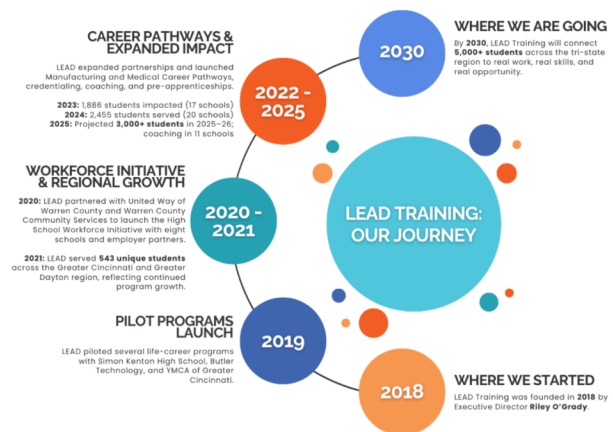 CAREER PATHWAYS &
EXPANDED IMPACT
LEAD expanded partnerships and launched
Manufacturing and Medical Career Pathways,
credentialing, coaching, and pre-apprenticeships.
2023: 1,886 students impacted (17 schools)
2024: 2,455 students served (20 schools)
2025: Projected 3,000+ students in 2025-26;
coaching in 11 schools
2022 -
2025
2030
WHERE WE ARE GOING
By 2030, LEAD Training will connect
5,000+ students across the tri-state
region to real work, real skills, and
real opportunity.
WORKFORCE INITIATIVE
& REGIONAL GROWTH
2020: LEAD partnered with United Way of
Warren County and Warren County
Community Services to launch the High
School Workforce Initiative with eight
schools and employer partners.
2021: LEAD served 543 unique students
across the Greater Cincinnati and Greater
Dayton region, reflecting continued
program growth.
2020 -
2021
LEAD TRAINING:
OUR JOURNEY
PILOT PROGRAMS
LAUNCH
LEAD piloted several life-career programs
with Simon Kenton High School, Butler
Technology, and YMCA of Greater
Cincinnati.
2019
2018
WHERE WE STARTED
LEAD Training was founded in 2018 by
Executive Director Riley O'Grady.